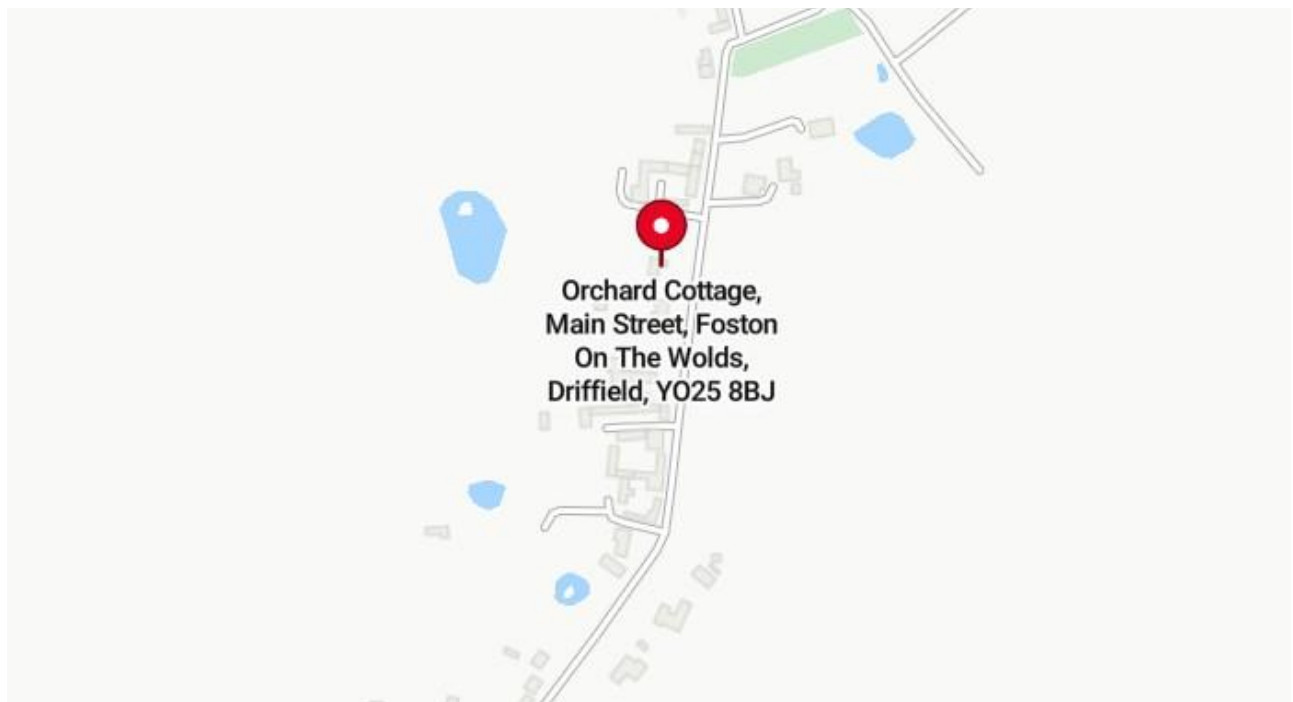 Orchard Cottage,
Main Street, Foston
On The Wolds,
Driffield, YO25 8BJ